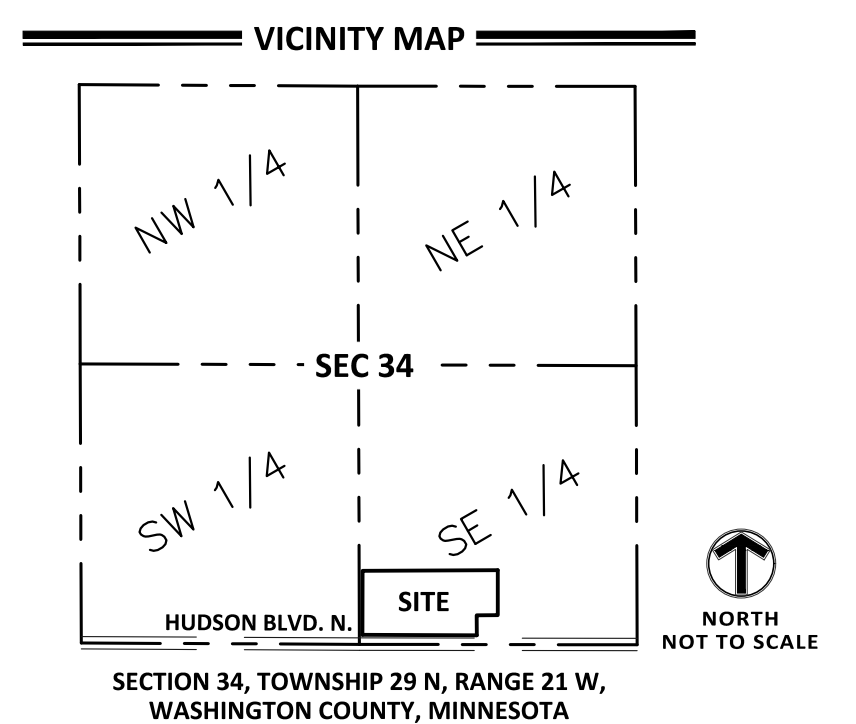 VICINITY MAP
NW 1/4
NE 1/4
SEC 34
SW 1/4
SE 1/4
SITE
HUDSON BLVD. N.
NORTH
NOT TO SCALE
SECTION 34, TOWNSHIP 29 N, RANGE 21 W,
WASHINGTON COUNTY, MINNESOTA